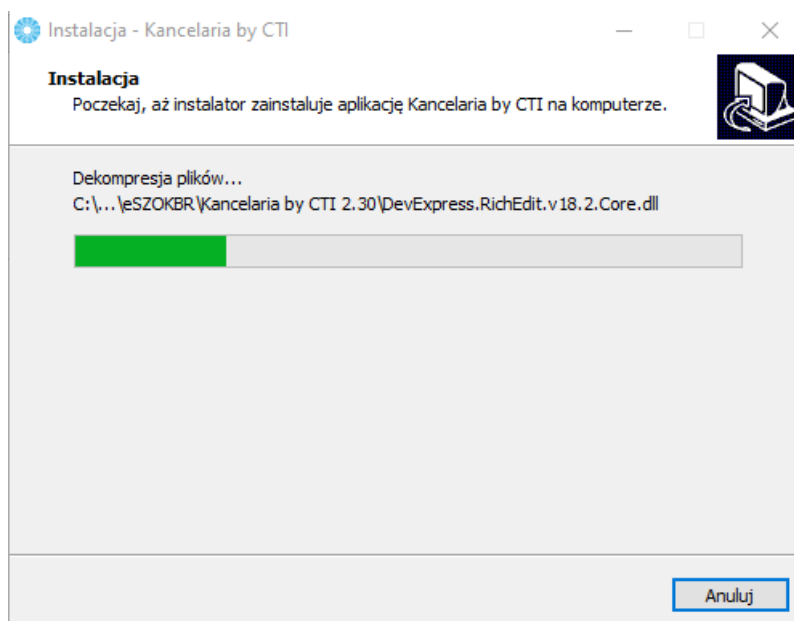 Instalacja - Kancelaria by CTI
Instalacja
Poczekaj, aż instalator zainstaluje aplikację Kancelaria by CTI na komputerze.
Dekompresja plików...
C:\...\eSZOKBR\Kancelaria by CTI 2.30\DevExpress.RichEdit.v18.2.Core.dll
Anuluj